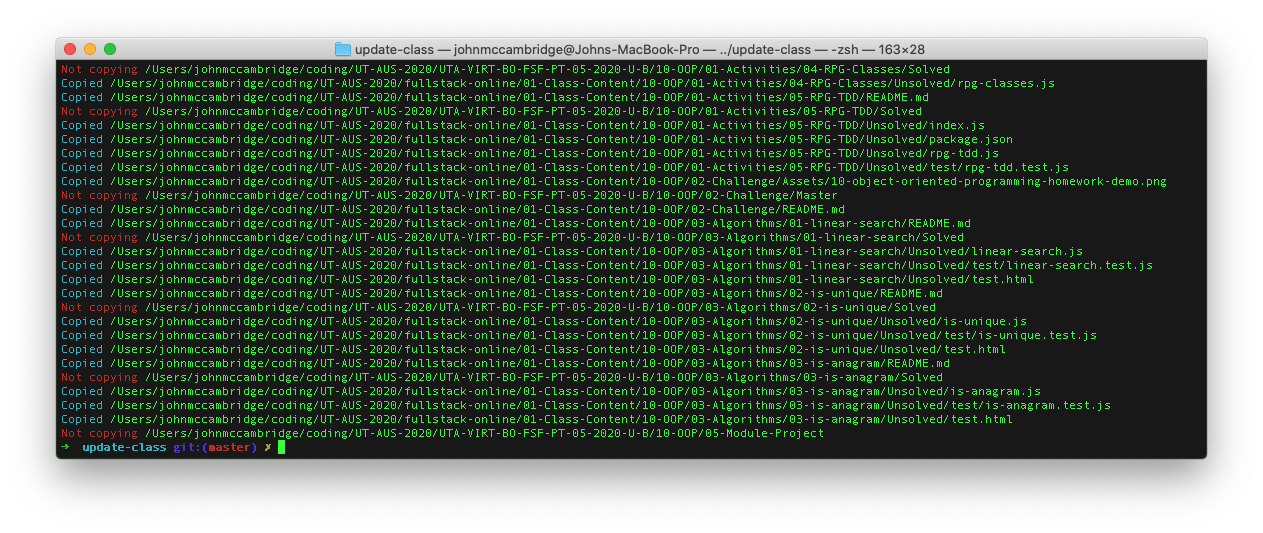 update-class — johnmccambridge@Johns-MacBook-Pro — ../update-class — -zsh — 163×28
Not copying /Users/johnmccambridge/coding/UT-AUS-2020/UTA-VIRT-BO-FSF-PT-05-2020-U-B/10-OOP/01-Activities/04-RPG-Classes/Solved
Copied /Users/johnmccambridge/coding/UT-AUS-2020/fullstack-online/01-Class-Content/10-OOP/01-Activities/04-RPG-Classes/Unsolved/rpg-classes.js
Copied /Users/johnmccambridge/coding/UT-AUS-2020/fullstack-online/01-Class-Content/10-OOP/01-Activities/05-RPG-TDD/README.md
Not copying /Users/johnmccambridge/coding/UT-AUS-2020/UTA-VIRT-BO-FSF-PT-05-2020-U-B/10-OOP/01-Activities/05-RPG-TDD/Solved
Copied /Users/johnmccambridge/coding/UT-AUS-2020/fullstack-online/01-Class-Content/10-OOP/01-Activities/05-RPG-TDD/Unsolved/index.js
Copied /Users/johnmccambridge/coding/UT-AUS-2020/fullstack-online/01-Class-Content/10-OOP/01-Activities/05-RPG-TDD/Unsolved/package.json
Copied /Users/johnmccambridge/coding/UT-AUS-2020/fullstack-online/01-Class-Content/10-OOP/01-Activities/05-RPG-TDD/Unsolved/rpg-tdd.js
Copied /Users/johnmccambridge/coding/UT-AUS-2020/fullstack-online/01-Class-Content/10-OOP/01-Activities/05-RPG-TDD/Unsolved/test/rpg-tdd.test.js
Copied /Users/johnmccambridge/coding/UT-AUS-2020/fullstack-online/01-Class-Content/10-OOP/02-Challenge/Assets/10-object-oriented-programming-homework-demo.png
Not copying /Users/johnmccambridge/coding/UT-AUS-2020/UTA-VIRT-BO-FSF-PT-05-2020-U-B/10-OOP/02-Challenge/Master
Copied /Users/johnmccambridge/coding/UT-AUS-2020/fullstack-online/01-Class-Content/10-OOP/02-Challenge/README.md
Copied /Users/johnmccambridge/coding/UT-AUS-2020/fullstack-online/01-Class-Content/10-OOP/03-Algorithms/01-linear-search/README.md
Not copying /Users/johnmccambridge/coding/UT-AUS-2020/UTA-VIRT-BO-FSF-PT-05-2020-U-B/10-OOP/03-Algorithms/01-linear-search/Solved
Copied /Users/johnmccambridge/coding/UT-AUS-2020/fullstack-online/01-Class-Content/10-OOP/03-Algorithms/01-linear-search/Unsolved/linear-search.js
Copied /Users/johnmccambridge/coding/UT-AUS-2020/fullstack-online/01-Class-Content/10-OOP/03-Algorithms/01-linear-search/Unsolved/test/linear-search.test.js
Copied /Users/johnmccambridge/coding/UT-AUS-2020/fullstack-online/01-Class-Content/10-OOP/03-Algorithms/01-linear-search/Unsolved/test.html
Copied /Users/johnmccambridge/coding/UT-AUS-2020/fullstack-online/01-Class-Content/10-OOP/03-Algorithms/02-is-unique/README.md
Not copying /Users/johnmccambridge/coding/UT-AUS-2020/UTA-VIRT-BO-FSF-PT-05-2020-U-B/10-OOP/03-Algorithms/02-is-unique/Solved
Copied /Users/johnmccambridge/coding/UT-AUS-2020/fullstack-online/01-Class-Content/10-OOP/03-Algorithms/02-is-unique/Unsolved/is-unique.js
Copied /Users/johnmccambridge/coding/UT-AUS-2020/fullstack-online/01-Class-Content/10-OOP/03-Algorithms/02-is-unique/Unsolved/test/is-unique.test.js
Copied /Users/johnmccambridge/coding/UT-AUS-2020/fullstack-online/01-Class-Content/10-OOP/03-Algorithms/02-is-unique/Unsolved/test.html
Copied /Users/johnmccambridge/coding/UT-AUS-2020/fullstack-online/01-Class-Content/10-OOP/03-Algorithms/03-is-anagram/README.md
Not copying /Users/johnmccambridge/coding/UT-AUS-2020/UTA-VIRT-BO-FSF-PT-05-2020-U-B/10-OOP/03-Algorithms/03-is-anagram/Solved
Copied /Users/johnmccambridge/coding/UT-AUS-2020/fullstack-online/01-Class-Content/10-OOP/03-Algorithms/03-is-anagram/Unsolved/is-anagram.js
Copied /Users/johnmccambridge/coding/UT-AUS-2020/fullstack-online/01-Class-Content/10-OOP/03-Algorithms/03-is-anagram/Unsolved/test/is-anagram.test.js
Copied /Users/johnmccambridge/coding/UT-AUS-2020/fullstack-online/01-Class-Content/10-OOP/03-Algorithms/03-is-anagram/Unsolved/test.html
Not copying /Users/johnmccambridge/coding/UT-AUS-2020/UTA-VIRT-BO-FSF-PT-05-2020-U-B/10-OOP/05-Module-Project
➜ update-class git:(master) ✗